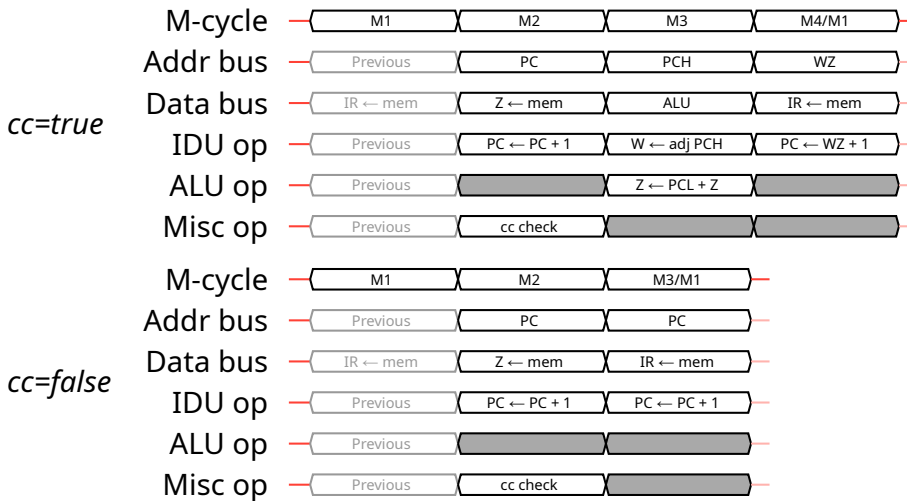 M-cycle M1 M2 M3 M4/M1
Addr bus Previous PC PCH WZ
Data bus IR ← mem Z ← mem ALU IR ← mem
cc=true
IDU op Previous PC ← PC + 1 W ← adj PCH PC ← WZ + 1
ALU op Previous Z ← PCL + Z
Misc op Previous cc check
M-cycle M1 M2 M3/M1
Addr bus Previous PC PC
Data bus IR ← mem Z ← mem IR ← mem
cc=false
IDU op Previous PC ← PC + 1 PC ← PC + 1
ALU op Previous
Misc op Previous cc check